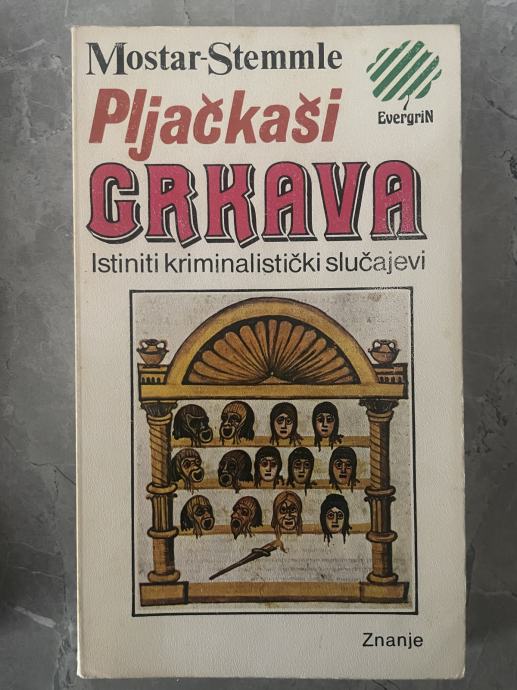 Mostar-Stemmle
EvergriN
Pljačkaši
GRKAVA
Istiniti kriminalistički slučajevi
Znanje